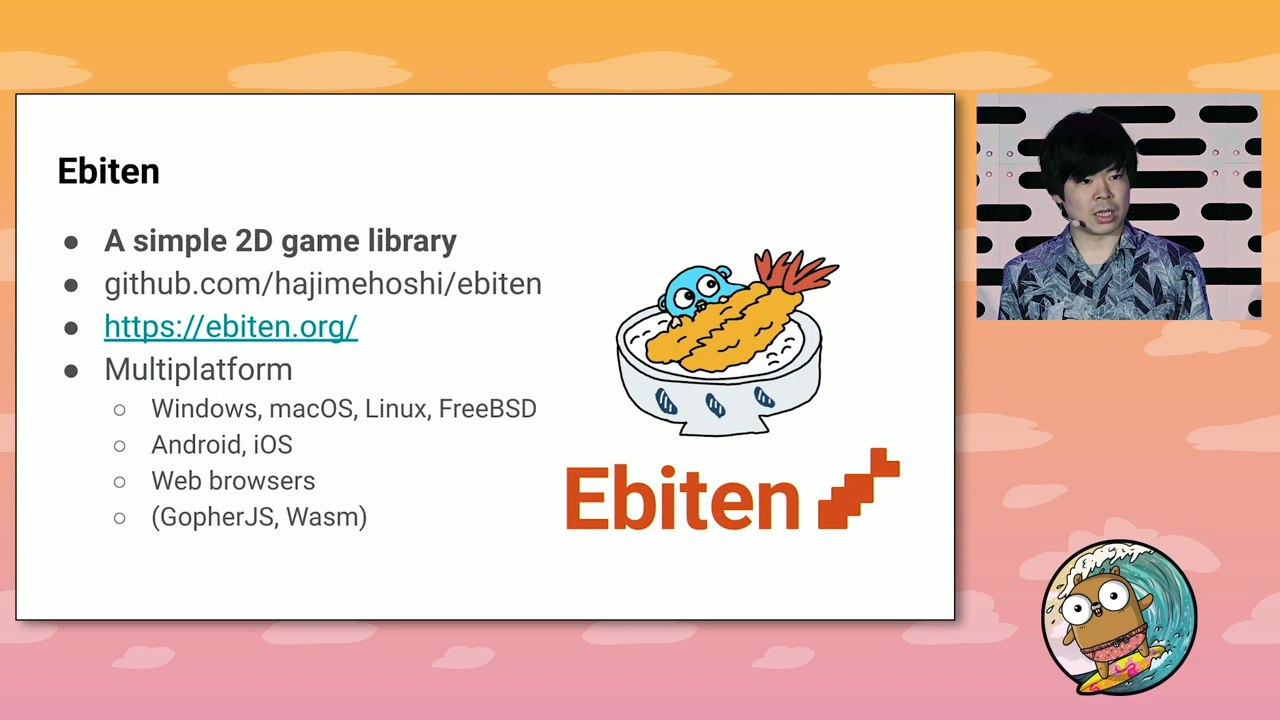 Ebiten
● A simple 2D game library
● github.com/hajimehoshi/ebiten
● https://ebiten.org/
● Multiplatform
○ Windows, macOS, Linux, FreeBSD
○ Android, iOS
○ Web browsers
○ (GopherJS, Wasm)
Ebiten